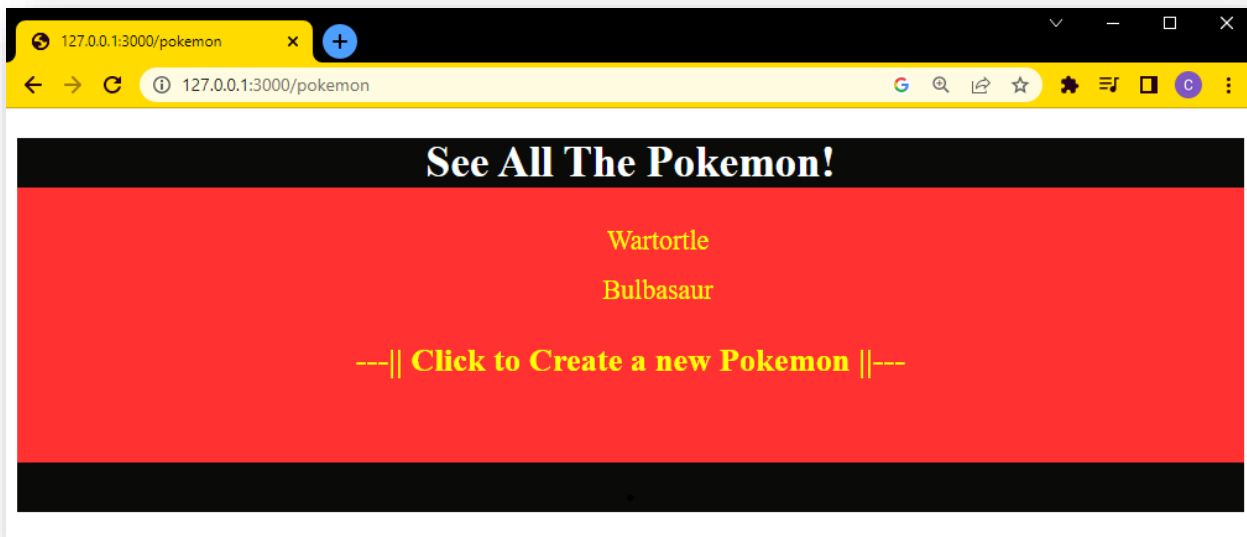 127.0.0.1:3000/pokemon
127.0.0.1:3000/pokemon
C
See All The Pokemon!
Wartortle
Bulbasaur
---|| Click to Create a new Pokemon ||---